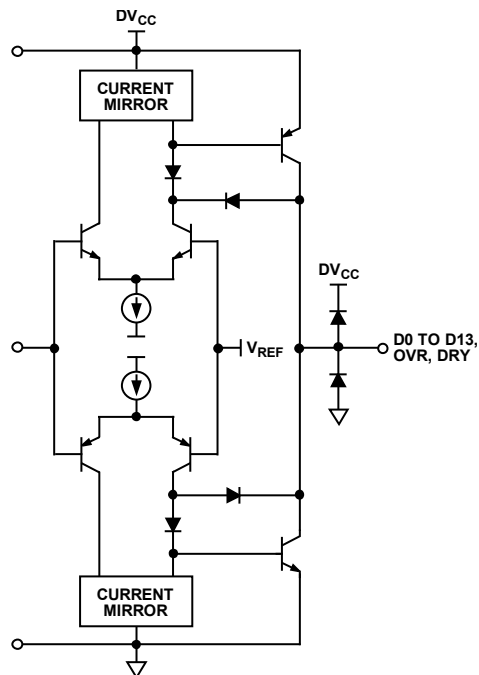 DVCC
CURRENT
MIRROR
DVCC
D0 TO D13,
OVR, DRY
VREF
CURRENT
MIRROR